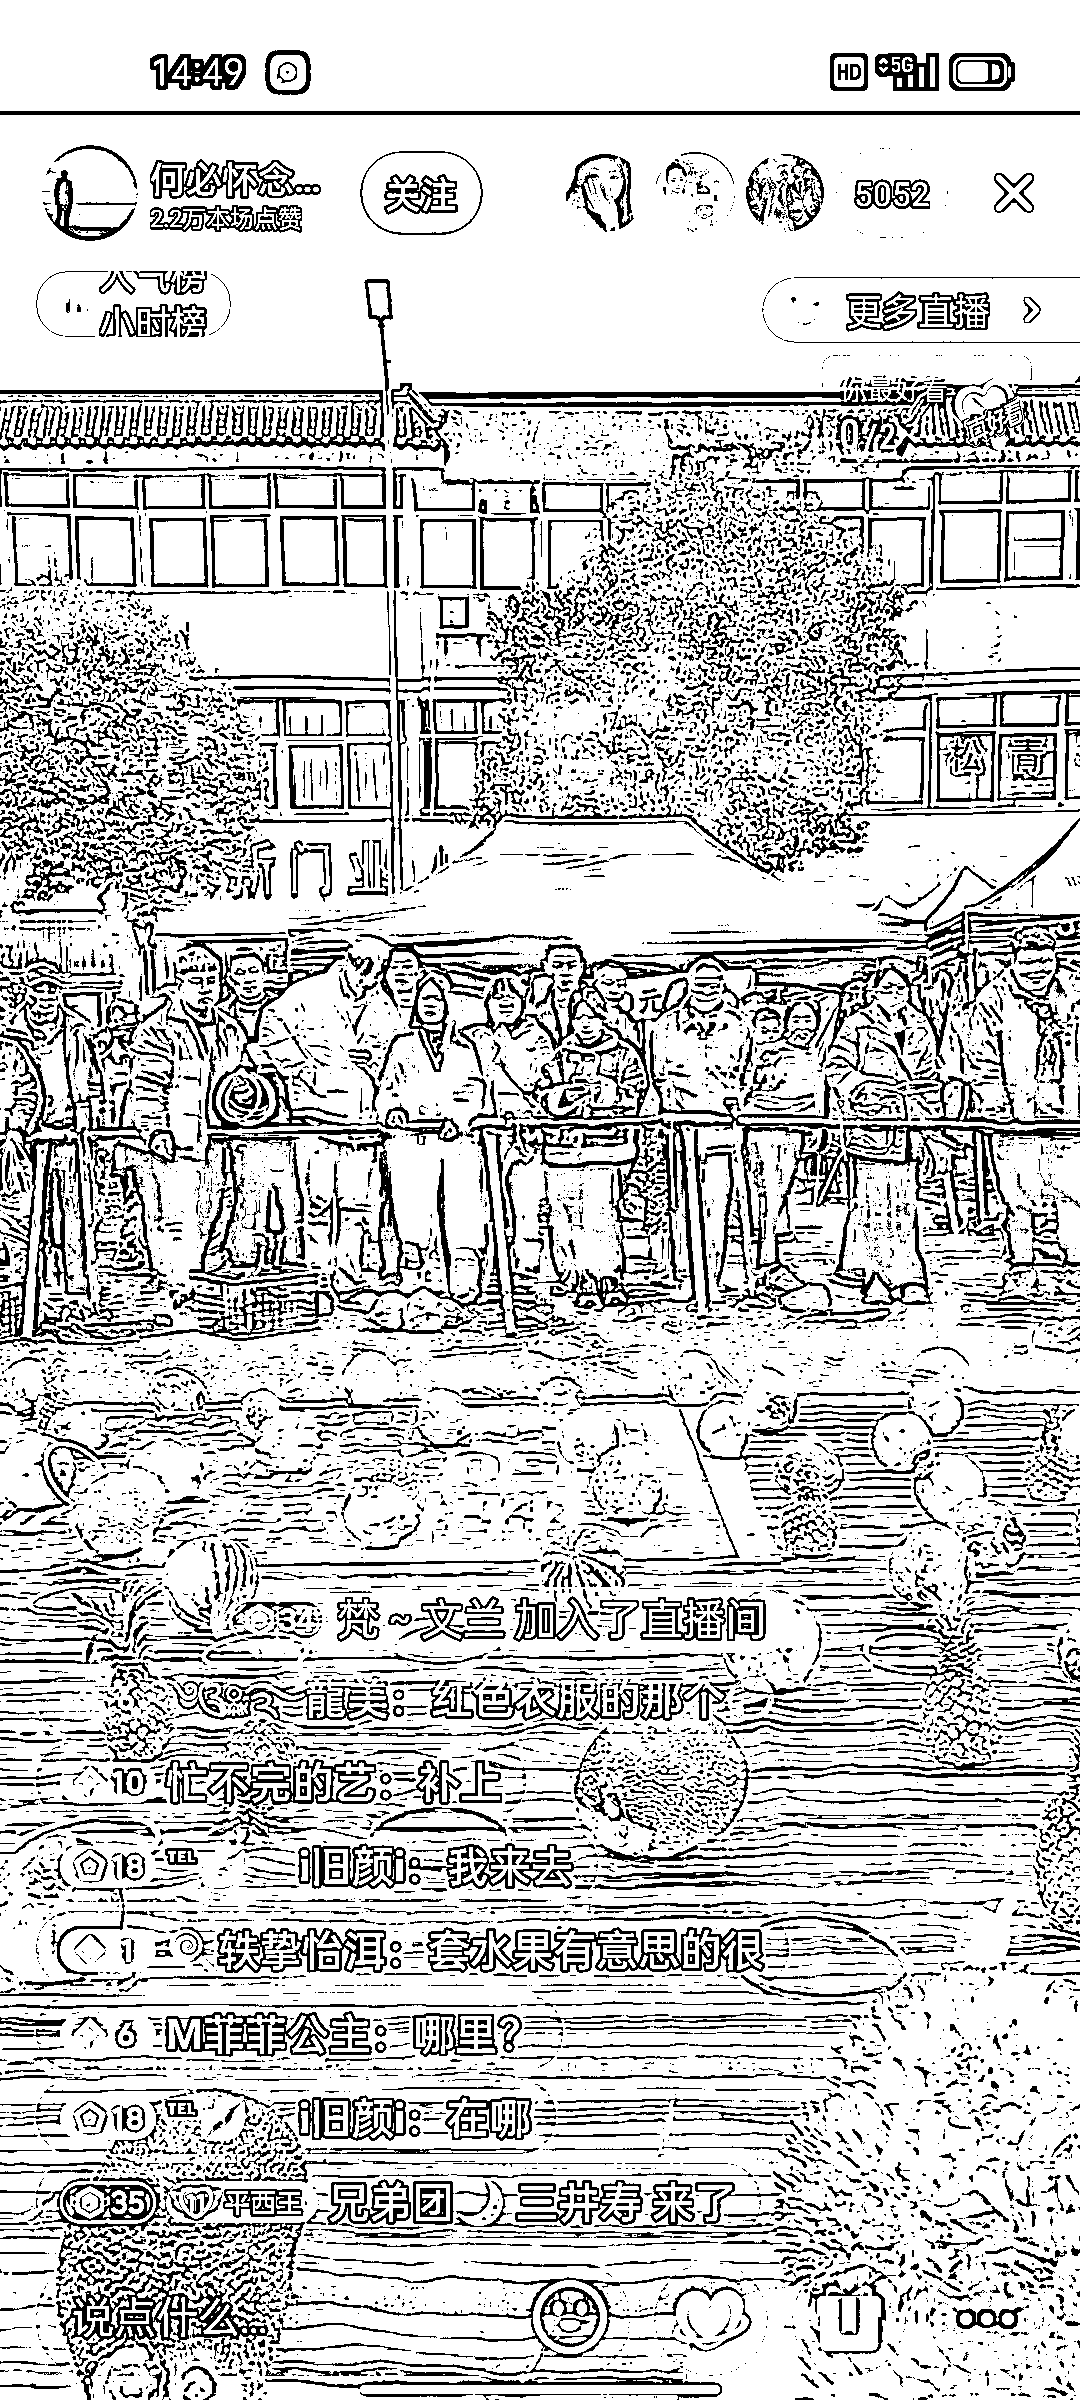 14:49
HD 5G
何必怀念...
2.2万本场点赞
关注
5052
人气榜
小时榜
更多直播
你最好看
0/2
松 青
新门业
元
34 梵~文兰 加入了直播间
龍美：红色衣服的那个
10 忙不完的艺：补上
18 TEL i旧颜i：我来去
1 轶挚怡洱：套水果有意思的很
6 M菲菲公主：哪里？
18 TEL i旧颜i：在哪
35 11 平西王 兄弟团🌙三井寿 来了
说点什么...